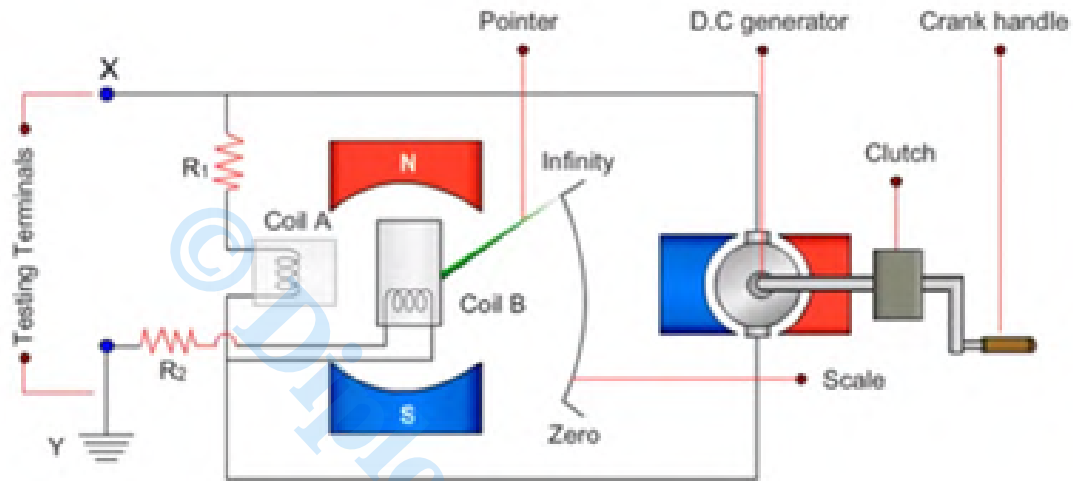 Pointer
D.C generator
Crank handle
X
Testing Terminals
R1
N
Infinity
Clutch
Coil A
Coil B
R2
Scale
S
Y
Zero